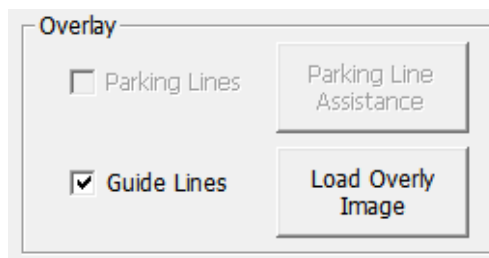 Overlay
Parking Lines
Parking Line
Assistance
Guide Lines
Load Overly
Image